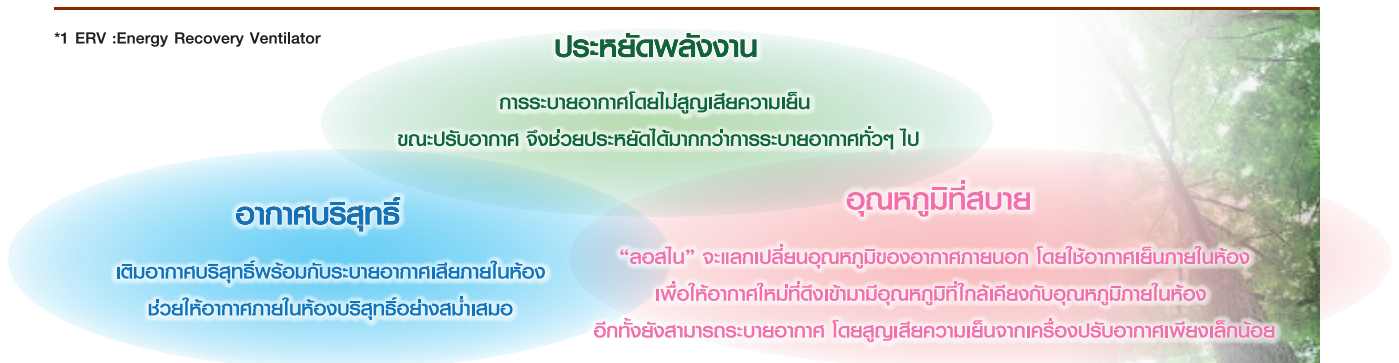 *1 ERV :Energy Recovery Ventilator
ประหยัดพลังงาน
การระบายอากาศโดยไม่สูญเสียความเย็น
ขณะปรับอากาศ จึงช่วยประหยัดได้มากกว่าการระบายอากาศทั่วๆ ไป
อากาศบริสุทธิ์
เติมอากาศบริสุทธิ์พร้อมกับระบายอากาศเสียภายในห้อง
ช่วยให้อากาศภายในห้องบริสุทธิ์อย่างสม่ำเสมอ
อุณหภูมิที่สบาย
“ลอสไน” จะแลกเปลี่ยนอุณหภูมิของอากาศภายนอก โดยใช้อากาศเย็นภายในห้อง
เพื่อให้อากาศใหม่ที่ดึงเข้ามามีอุณหภูมิที่ใกล้เคียงกับอุณหภูมิภายในห้อง
อีกทั้งยังสามารถระบายอากาศ โดยสูญเสียความเย็นจากเครื่องปรับอากาศเพียงเล็กน้อย